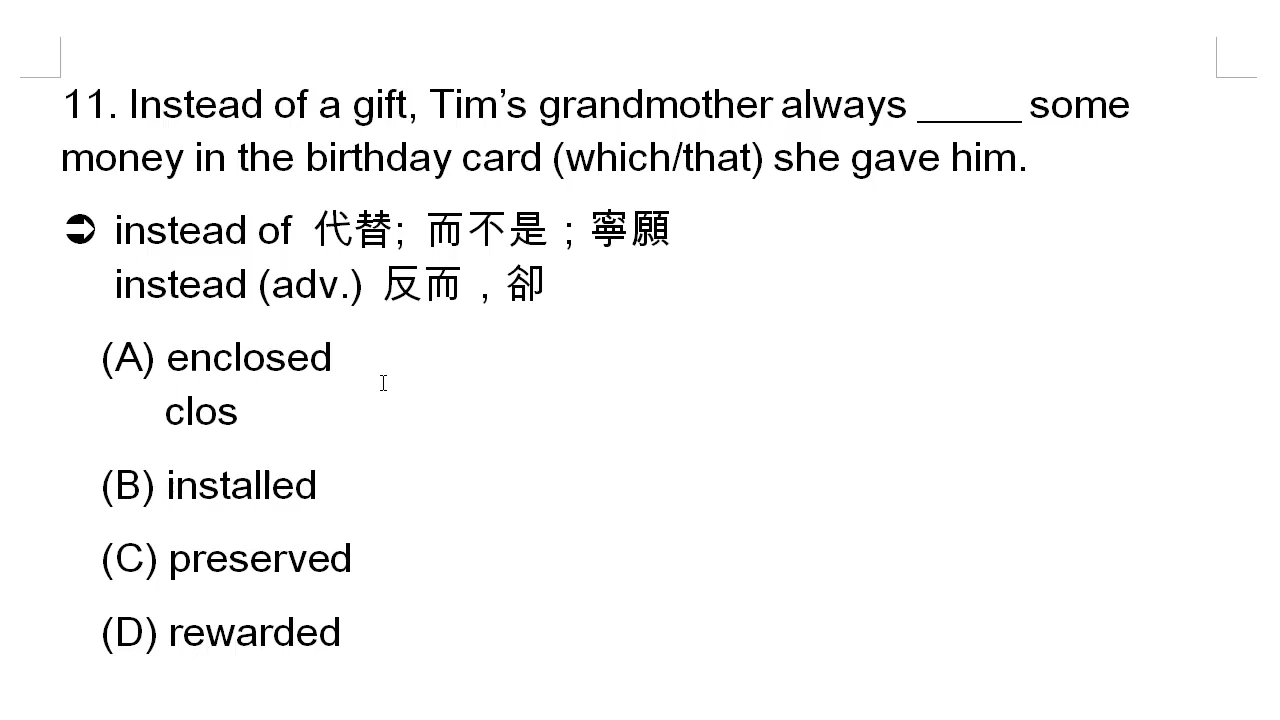 11. Instead of a gift, Tim’s grandmother always _____ some
money in the birthday card (which/that) she gave him.
➲ instead of 代替; 而不是；寧願
instead (adv.) 反而，卻
(A) enclosed
clos
(B) installed
(C) preserved
(D) rewarded